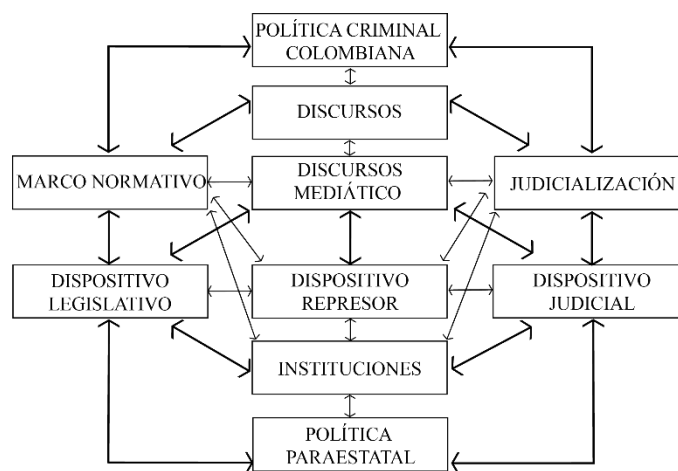 POLÍTICA CRIMINAL
COLOMBIANA
DISCURSOS
MARCO NORMATIVO
DISCURSOS
MEDIÁTICO
JUDICIALIZACIÓN
DISPOSITIVO
LEGISLATIVO
DISPOSITIVO
REPRESOR
DISPOSITIVO
JUDICIAL
INSTITUCIONES
POLÍTICA
PARAESTATAL